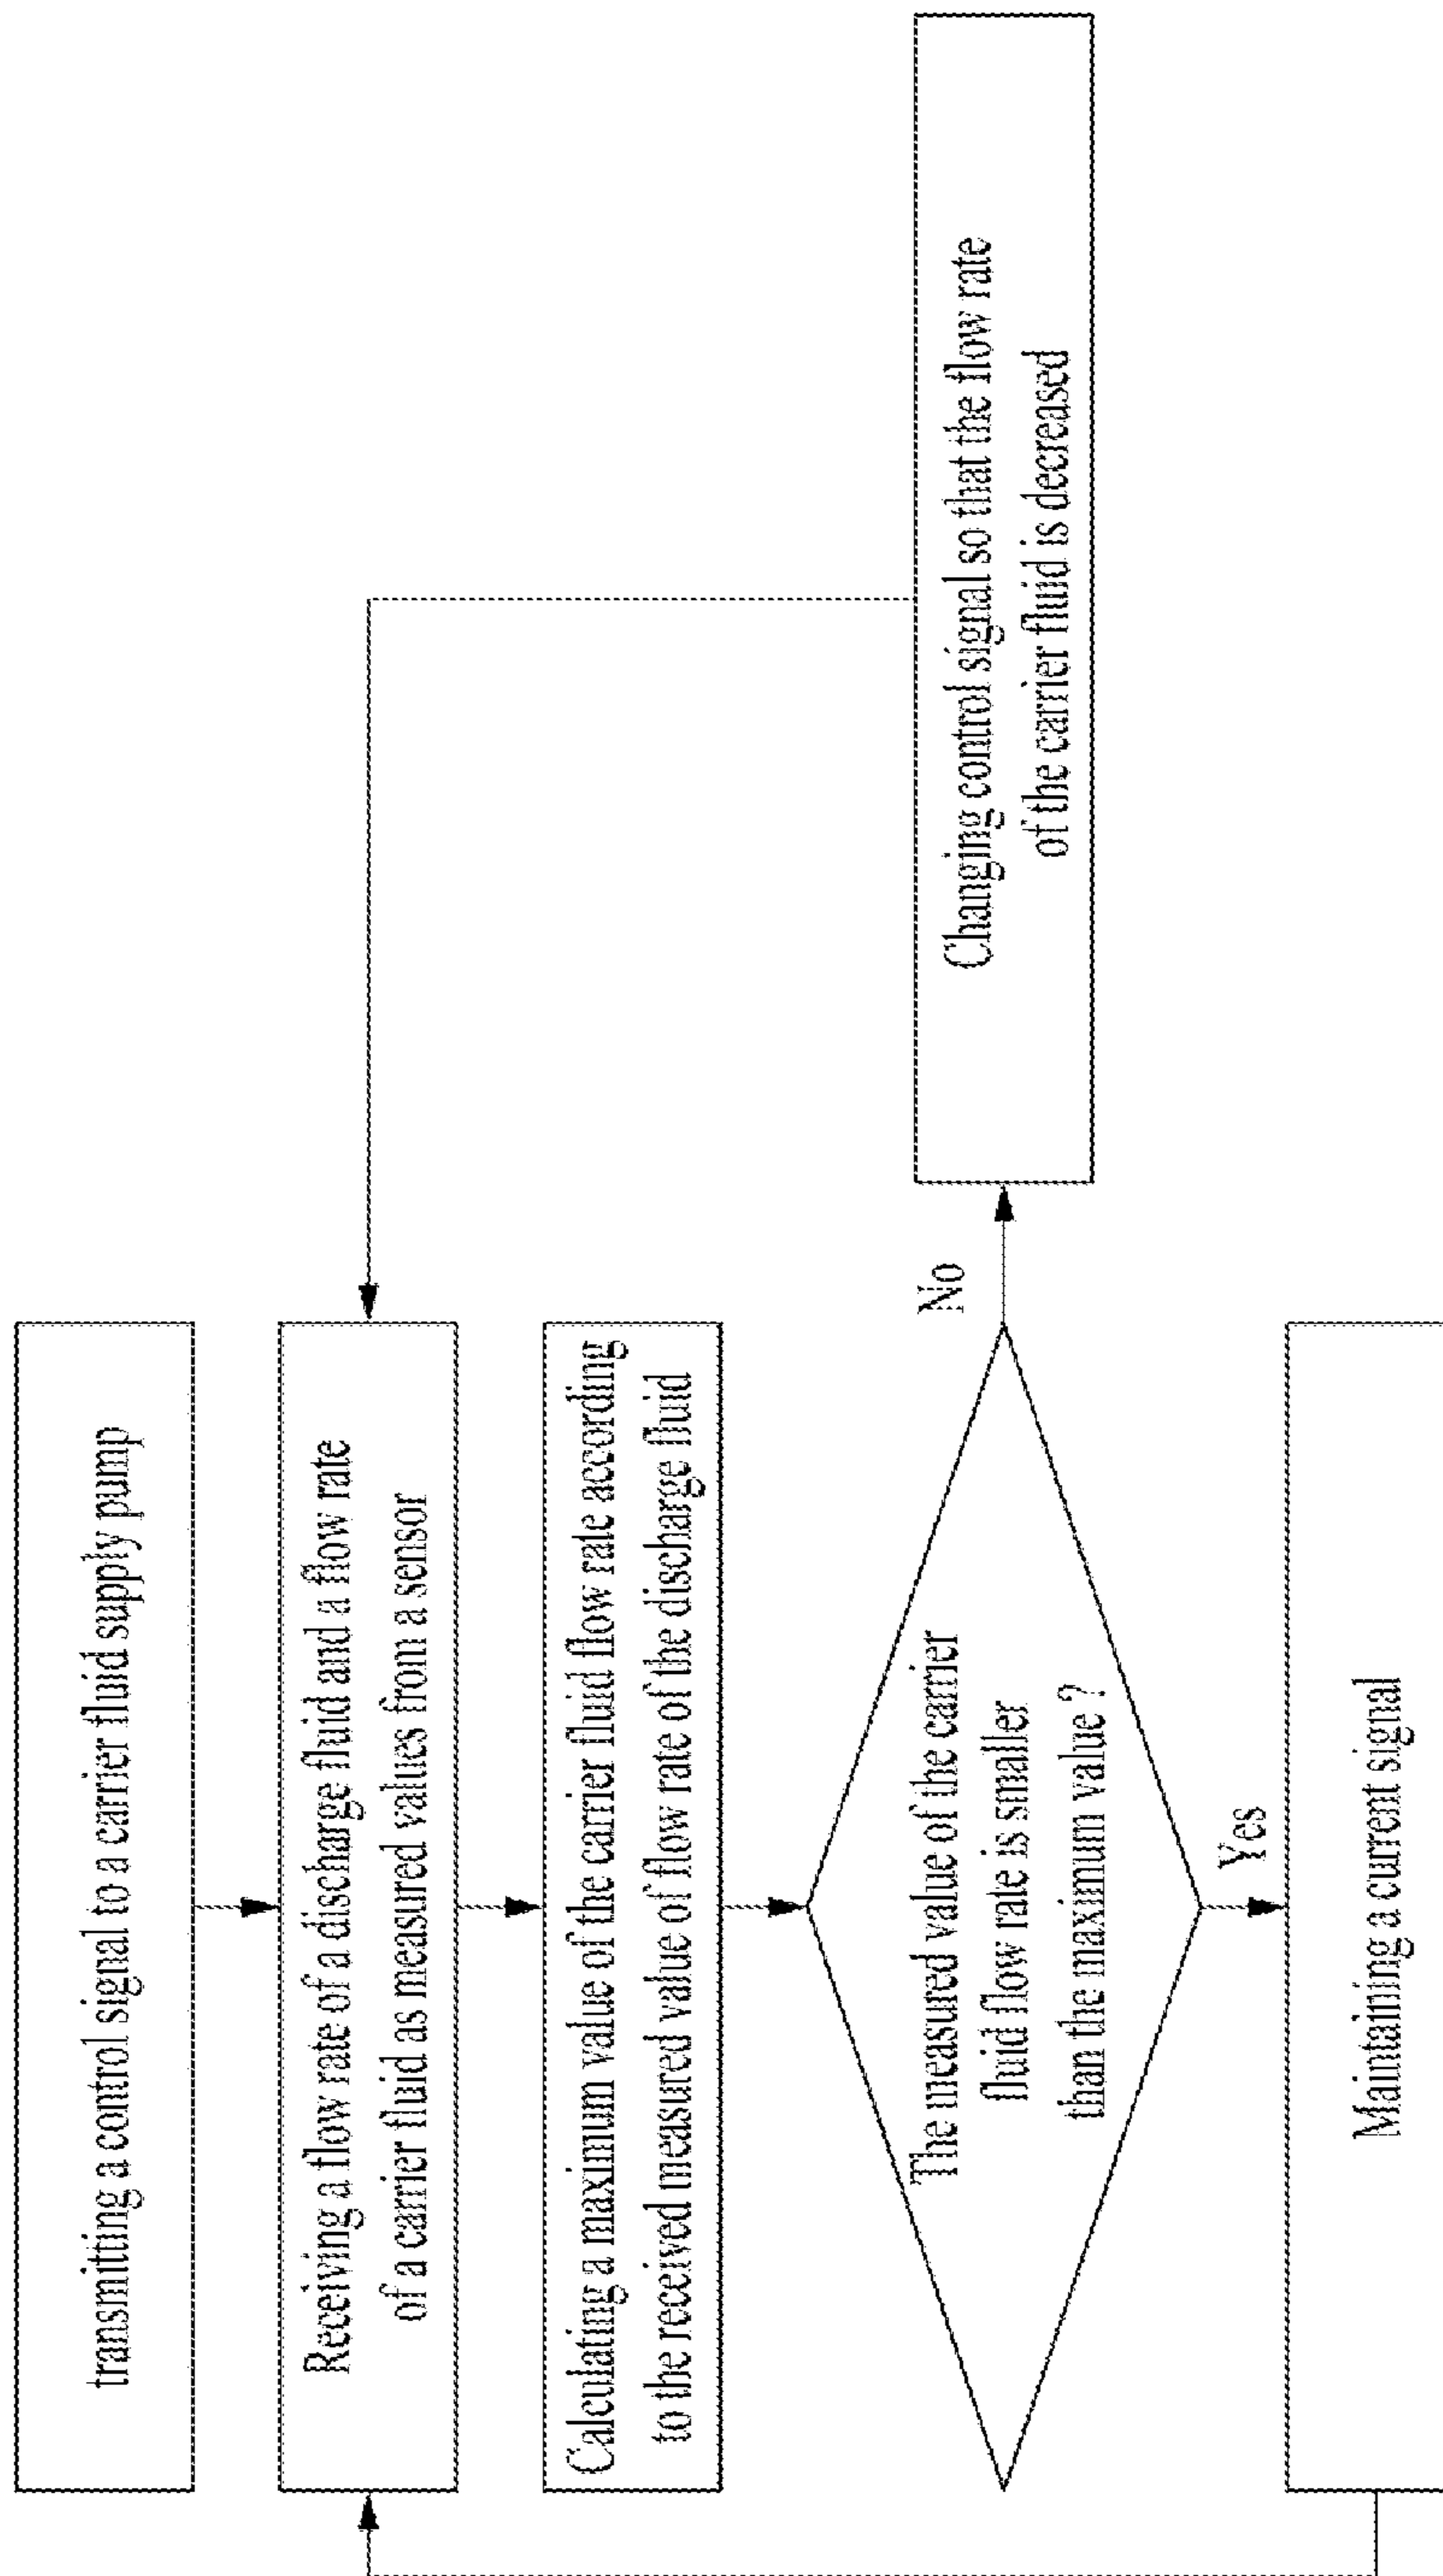 transmitting a control signal to a carrier fluid supply pump
Receiving a flow rate of a discharge fluid and a flow rate
of a carrier fluid as measured values from a sensor
Calculating a maximum value of the carrier fluid flow rate according
to the received measured value of flow rate of the discharge fluid
The measured value of the carrier
fluid flow rate is smaller
than the maximum value ?
No
Changing control signal so that the flow rate
of the carrier fluid is decreased
Yes
Maintaining a current signal